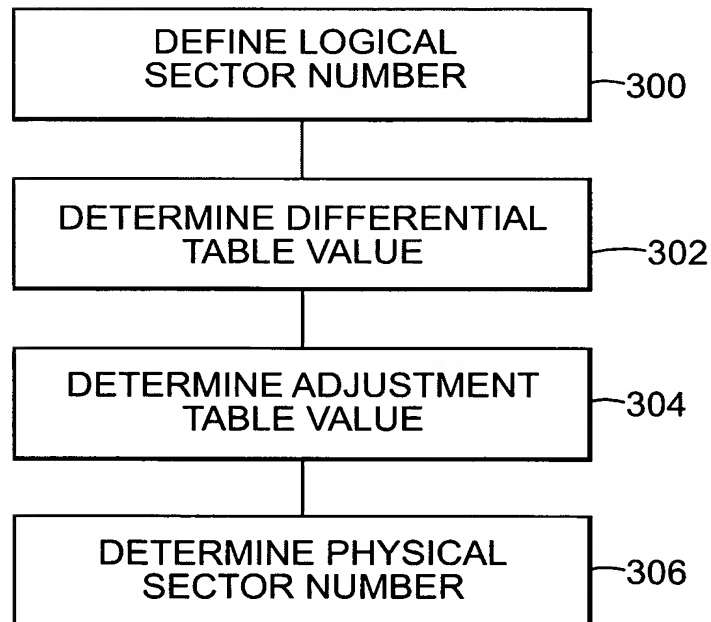 DEFINE LOGICAL
SECTOR NUMBER
300
DETERMINE DIFFERENTIAL
TABLE VALUE
302
DETERMINE ADJUSTMENT
TABLE VALUE
304
DETERMINE PHYSICAL
SECTOR NUMBER
306